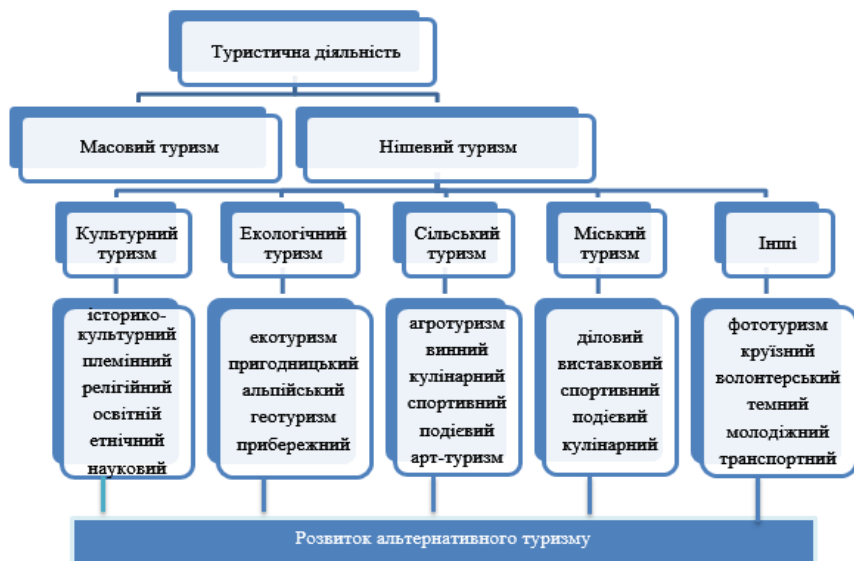 Туристична діяльність
Масовий туризм
Нішевий туризм
Культурний
туризм
Екологічний
туризм
Сільський
туризм
Міський
туризм
Інші
історико-
культурний
племінний
релігійний
освітній
етнічний
науковий
екотуризм
пригодницький
альпійський
геотуризм
прибережний
агротуризм
винний
кулінарний
спортивний
подієвий
арт-туризм
діловий
виставковий
спортивний
подієвий
кулінарний
фототуризм
круїзний
волонтерський
темний
молодіжний
транспортний
Розвиток альтернативного туризму